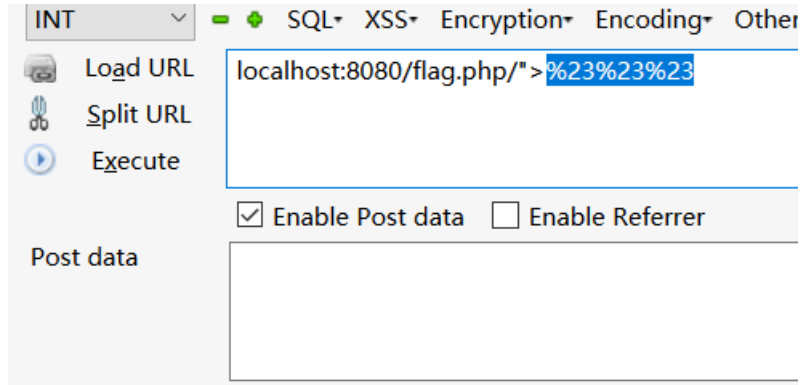 INT SQL XSS Encryption Encoding Other
Load URL localhost:8080/flag.php/">%23%23%23
Split URL
Execute
Enable Post data Enable Referrer
Post data